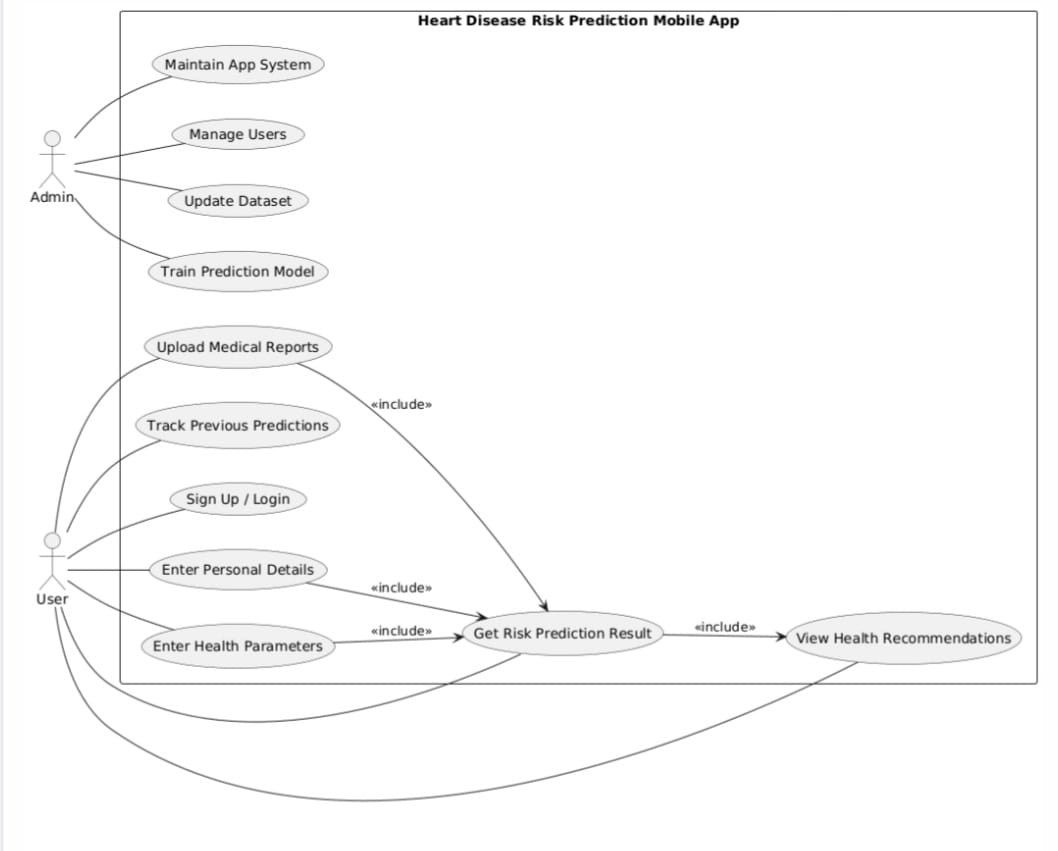 Heart Disease Risk Prediction Mobile App
Maintain App System
Manage Users
Admin
Update Dataset
Train Prediction Model
Upload Medical Reports
«include»
Track Previous Predictions
Sign Up / Login
User
Enter Personal Details
«include»
Enter Health Parameters
«include»
Get Risk Prediction Result
«include»
View Health Recommendations